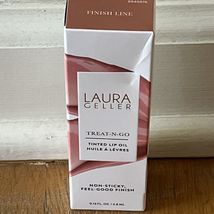 FINISH LINE
LAURA
GELLER
TREAT-N-GO
TINTED LIP OIL
HUILE À LÈVRES
NON-STICKY,
FEEL-GOOD FINISH